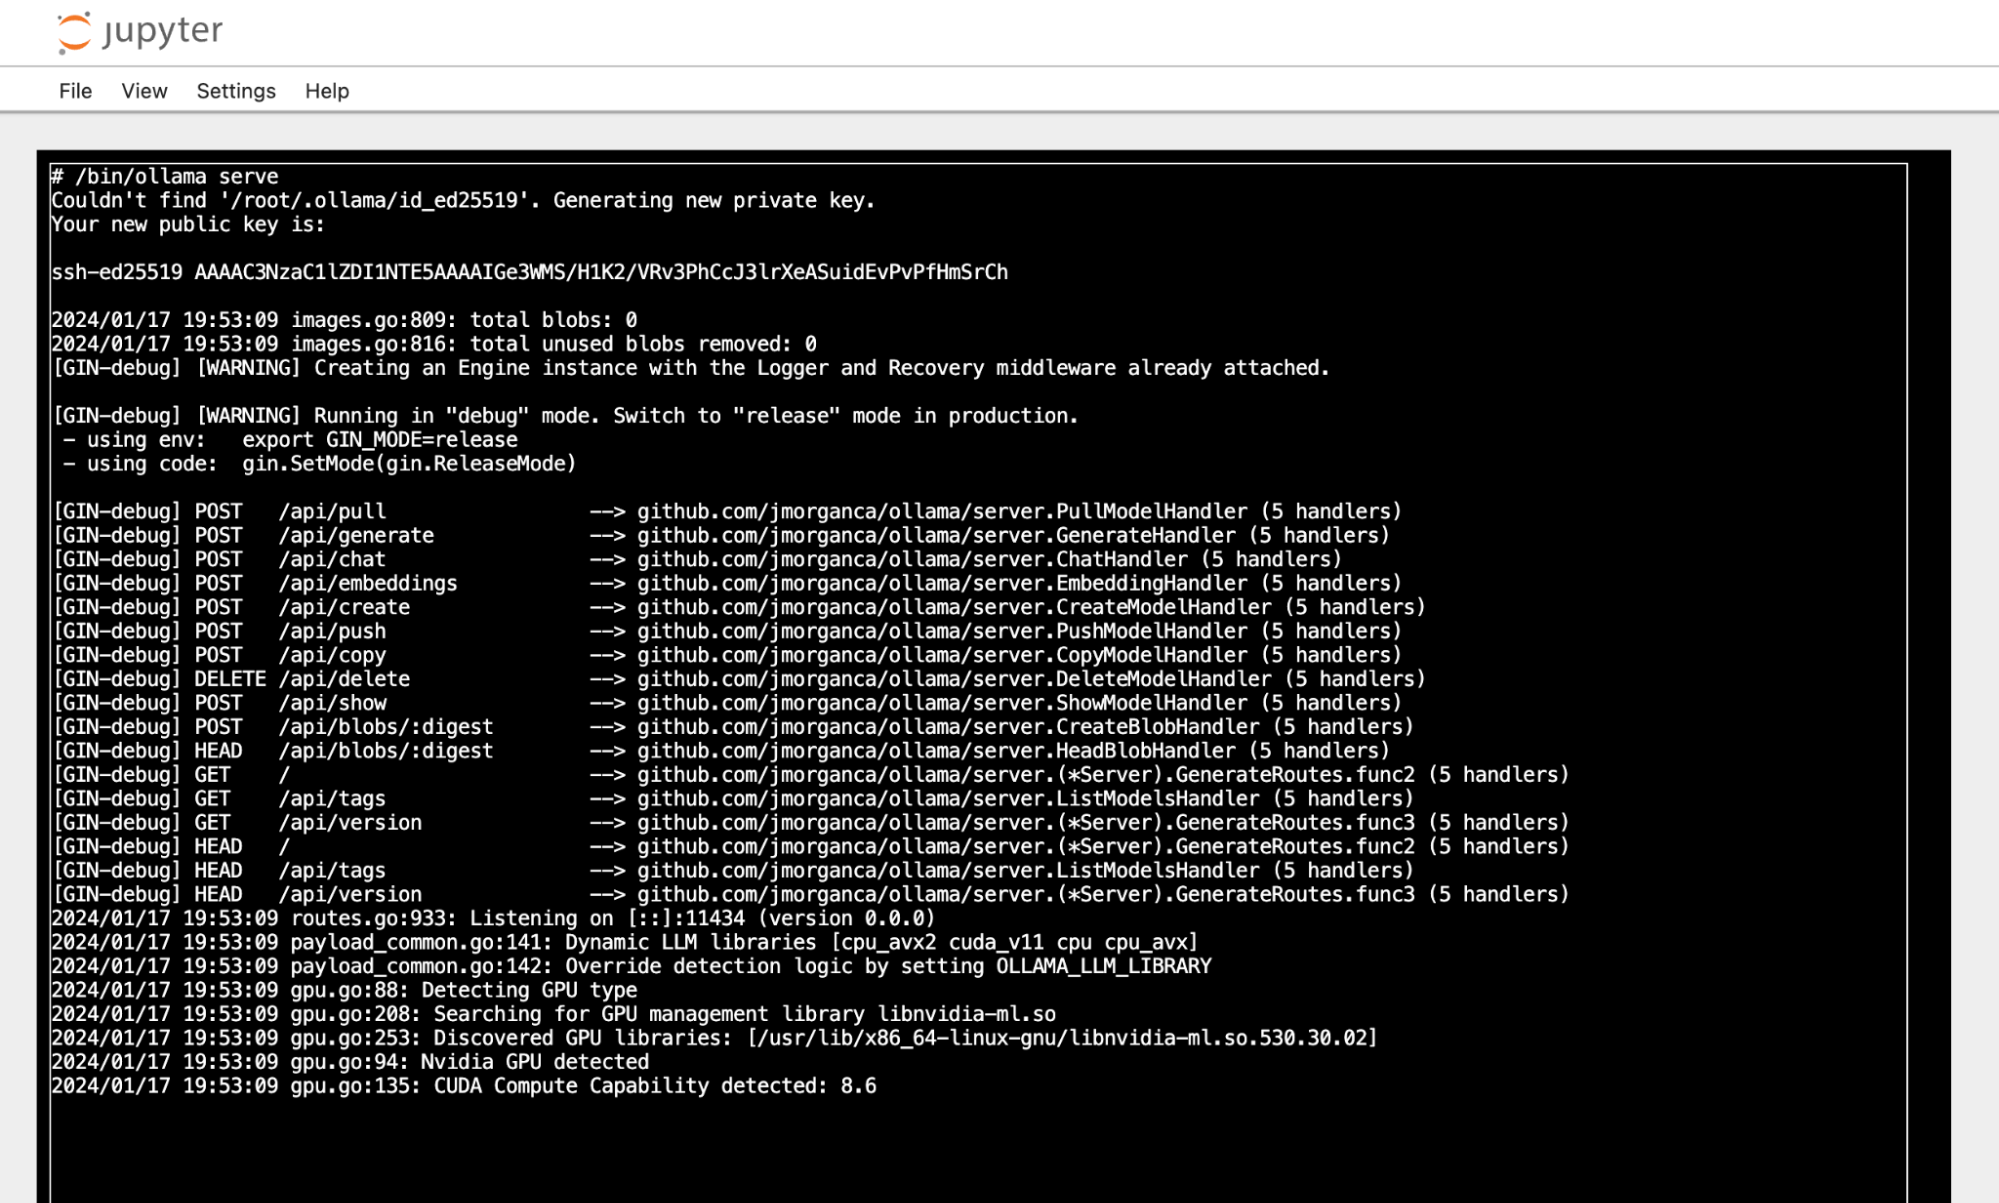 jupyter
File View Settings Help
# /bin/ollama serve
Couldn't find '/root/.ollama/id_ed25519'. Generating new private key.
Your new public key is:
ssh-ed25519 AAAAC3NzaC1lZDI1NTE5AAAAIGe3WMS/H1K2/VRv3PhCcJ3lrXeASuidEvPvPfHmSrCh
2024/01/17 19:53:09 images.go:809: total blobs: 0
2024/01/17 19:53:09 images.go:816: total unused blobs removed: 0
[GIN-debug] [WARNING] Creating an Engine instance with the Logger and Recovery middleware already attached.
[GIN-debug] [WARNING] Running in "debug" mode. Switch to "release" mode in production.
 - using env:   export GIN_MODE=release
 - using code:  gin.SetMode(gin.ReleaseMode)
[GIN-debug] POST   /api/pull                 --> github.com/jmorganca/ollama/server.PullModelHandler (5 handlers)
[GIN-debug] POST   /api/generate             --> github.com/jmorganca/ollama/server.GenerateHandler (5 handlers)
[GIN-debug] POST   /api/chat                 --> github.com/jmorganca/ollama/server.ChatHandler (5 handlers)
[GIN-debug] POST   /api/embeddings           --> github.com/jmorganca/ollama/server.EmbeddingHandler (5 handlers)
[GIN-debug] POST   /api/create               --> github.com/jmorganca/ollama/server.CreateModelHandler (5 handlers)
[GIN-debug] POST   /api/push                 --> github.com/jmorganca/ollama/server.PushModelHandler (5 handlers)
[GIN-debug] POST   /api/copy                 --> github.com/jmorganca/ollama/server.CopyModelHandler (5 handlers)
[GIN-debug] DELETE /api/delete               --> github.com/jmorganca/ollama/server.DeleteModelHandler (5 handlers)
[GIN-debug] POST   /api/show                 --> github.com/jmorganca/ollama/server.ShowModelHandler (5 handlers)
[GIN-debug] POST   /api/blobs/:digest        --> github.com/jmorganca/ollama/server.CreateBlobHandler (5 handlers)
[GIN-debug] HEAD   /api/blobs/:digest        --> github.com/jmorganca/ollama/server.HeadBlobHandler (5 handlers)
[GIN-debug] GET    /                         --> github.com/jmorganca/ollama/server.(*Server).GenerateRoutes.func2 (5 handlers)
[GIN-debug] GET    /api/tags                 --> github.com/jmorganca/ollama/server.ListModelsHandler (5 handlers)
[GIN-debug] GET    /api/version              --> github.com/jmorganca/ollama/server.(*Server).GenerateRoutes.func3 (5 handlers)
[GIN-debug] HEAD   /                         --> github.com/jmorganca/ollama/server.(*Server).GenerateRoutes.func2 (5 handlers)
[GIN-debug] HEAD   /api/tags                 --> github.com/jmorganca/ollama/server.ListModelsHandler (5 handlers)
[GIN-debug] HEAD   /api/version              --> github.com/jmorganca/ollama/server.(*Server).GenerateRoutes.func3 (5 handlers)
2024/01/17 19:53:09 routes.go:933: Listening on [::]:11434 (version 0.0.0)
2024/01/17 19:53:09 payload_common.go:141: Dynamic LLM libraries [cpu_avx2 cuda_v11 cpu cpu_avx]
2024/01/17 19:53:09 payload_common.go:142: Override detection logic by setting OLLAMA_LLM_LIBRARY
2024/01/17 19:53:09 gpu.go:88: Detecting GPU type
2024/01/17 19:53:09 gpu.go:208: Searching for GPU management library libnvidia-ml.so
2024/01/17 19:53:09 gpu.go:253: Discovered GPU libraries: [/usr/lib/x86_64-linux-gnu/libnvidia-ml.so.530.30.02]
2024/01/17 19:53:09 gpu.go:94: Nvidia GPU detected
2024/01/17 19:53:09 gpu.go:135: CUDA Compute Capability detected: 8.6